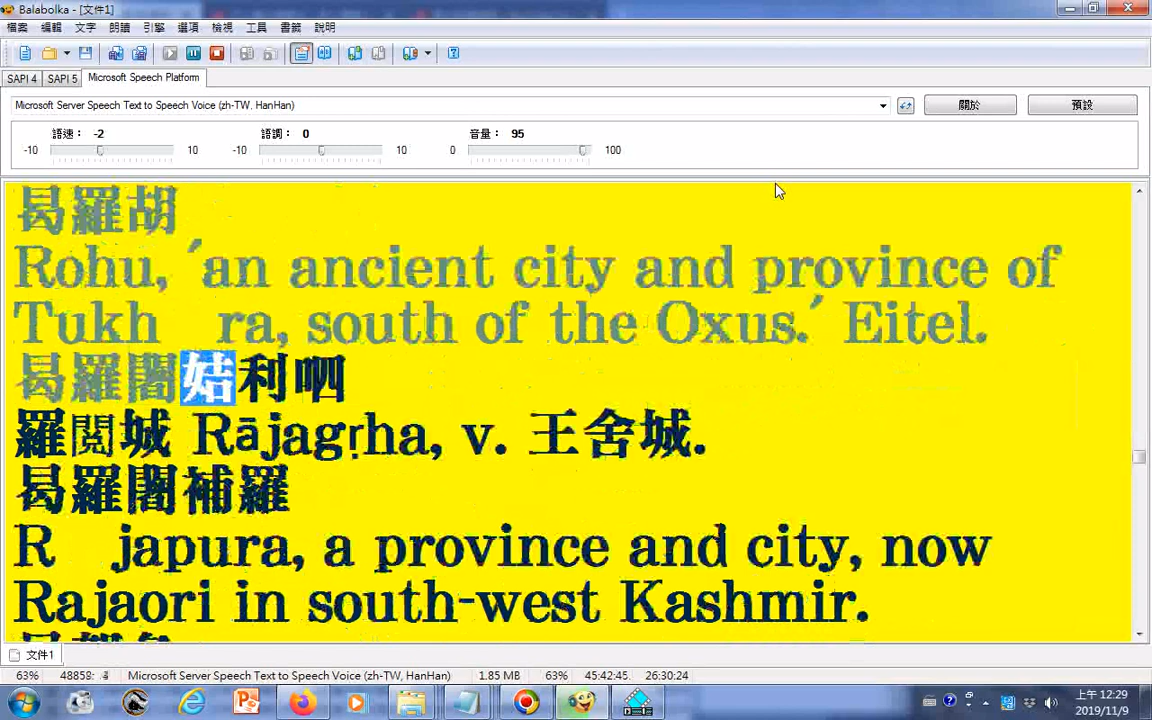 Balabolka - [文件1]
檔案 編輯 文字 朗讀 引擎 選項 檢視 工具 書籤 說明
SAPI 4 SAPI 5 Microsoft Speech Platform
Microsoft Server Speech Text to Speech Voice (zh-TW, HanHan) 關於 預設
語速: -2 語調: 0 音量: 95
-10 10 -10 10 0 100
曷羅胡
Rohu, ′an ancient city and province of
Tukh ra, south of the Oxus.′ Eitel.
曷羅闍姞利呬
羅閱城 Rājagṛha, v. 王舍城.
曷羅闍補羅
R japura, a province and city, now
Rajaori in south-west Kashmir.
文件1
63% Microsoft Server Speech Text to Speech Voice (zh-TW, HanHan) 1.85 MB 63% 45:42:45. 26:30:24
上午 12:29
2019/11/9